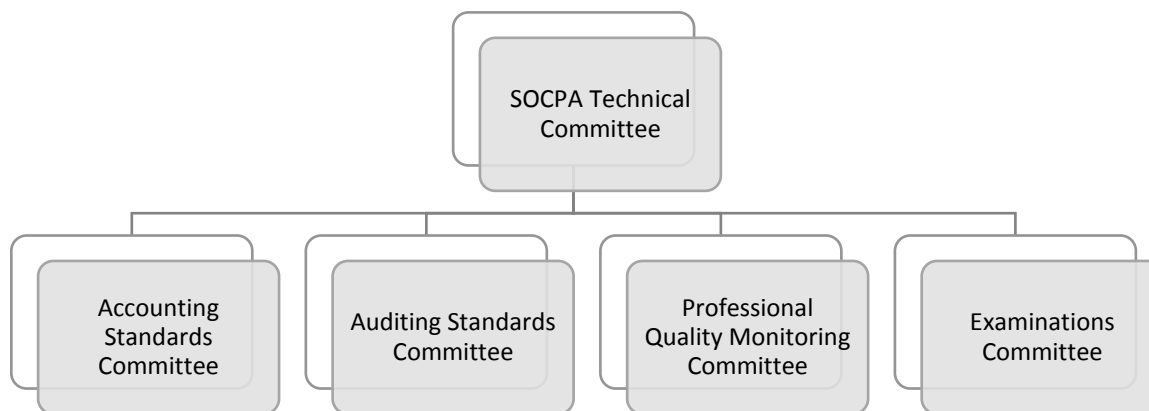 SOCPA Technical
Committee
Accounting
Standards
Committee
Auditing Standards
Committee
Professional
Quality Monitoring
Committee
Examinations
Committee